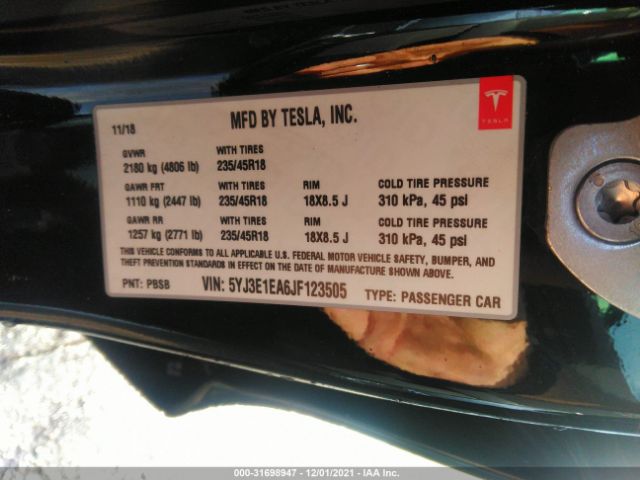 MFD BY TESLA, INC.
TESLA
11/18
GVWR WITH TIRES
2180 kg (4806 lb) 235/45R18
GAWR FRT WITH TIRES RIM COLD TIRE PRESSURE
1110 kg (2447 lb) 235/45R18 18X8.5 J 310 kPa, 45 psi
GAWR RR WITH TIRES RIM COLD TIRE PRESSURE
1257 kg (2771 lb) 235/45R18 18X8.5 J 310 kPa, 45 psi
THIS VEHICLE CONFORMS TO ALL APPLICABLE U.S. FEDERAL MOTOR VEHICLE SAFETY, BUMPER, AND
THEFT PREVENTION STANDARDS IN EFFECT ON THE DATE OF MANUFACTURE SHOWN ABOVE.
PNT: PBSB VIN: 5YJ3E1EA6JF123505 TYPE: PASSENGER CAR
000-31698947 - 12/01/2021 - IAA Inc.